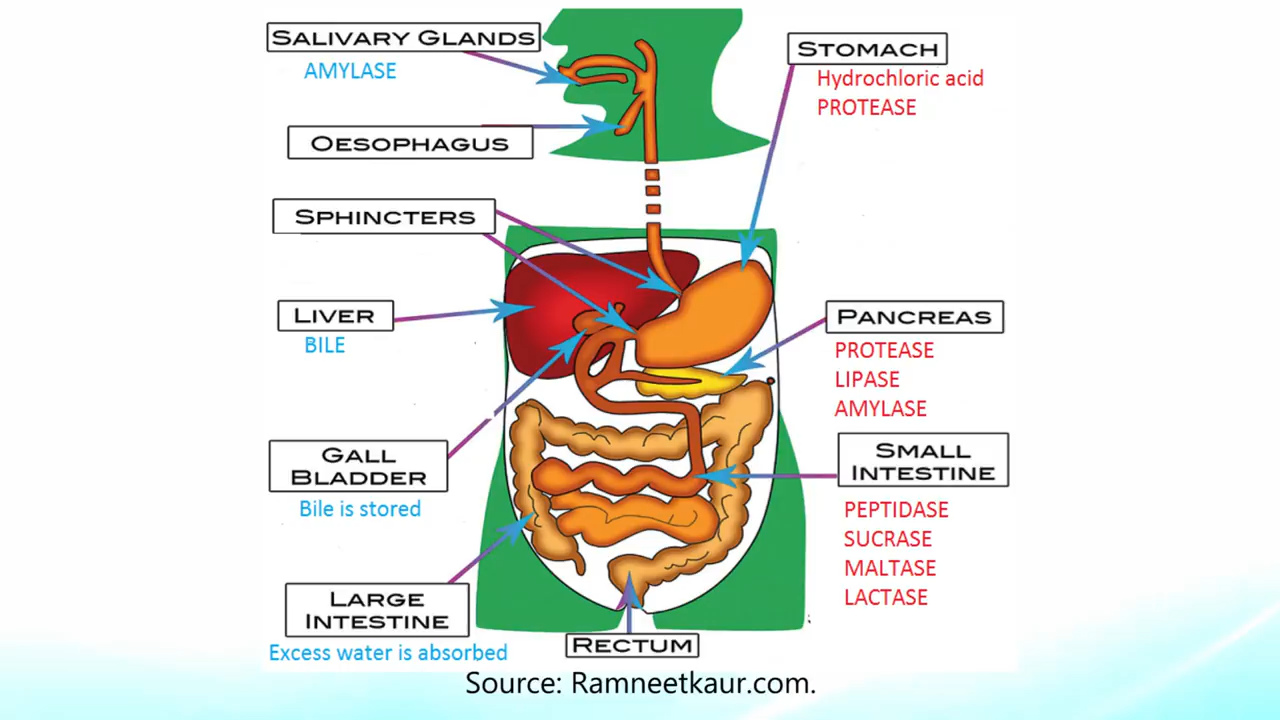 SALIVARY GLANDS
AMYLASE
OESOPHAGUS
SPHINCTERS
LIVER
BILE
GALL
BLADDER
Bile is stored
LARGE
INTESTINE
Excess water is absorbed
STOMACH
Hydrochloric acid
PROTEASE
PANCREAS
PROTEASE
LIPASE
AMYLASE
SMALL
INTESTINE
PEPTIDASE
SUCRASE
MALTASE
LACTASE
RECTUM
Source: Ramneetkaur.com.